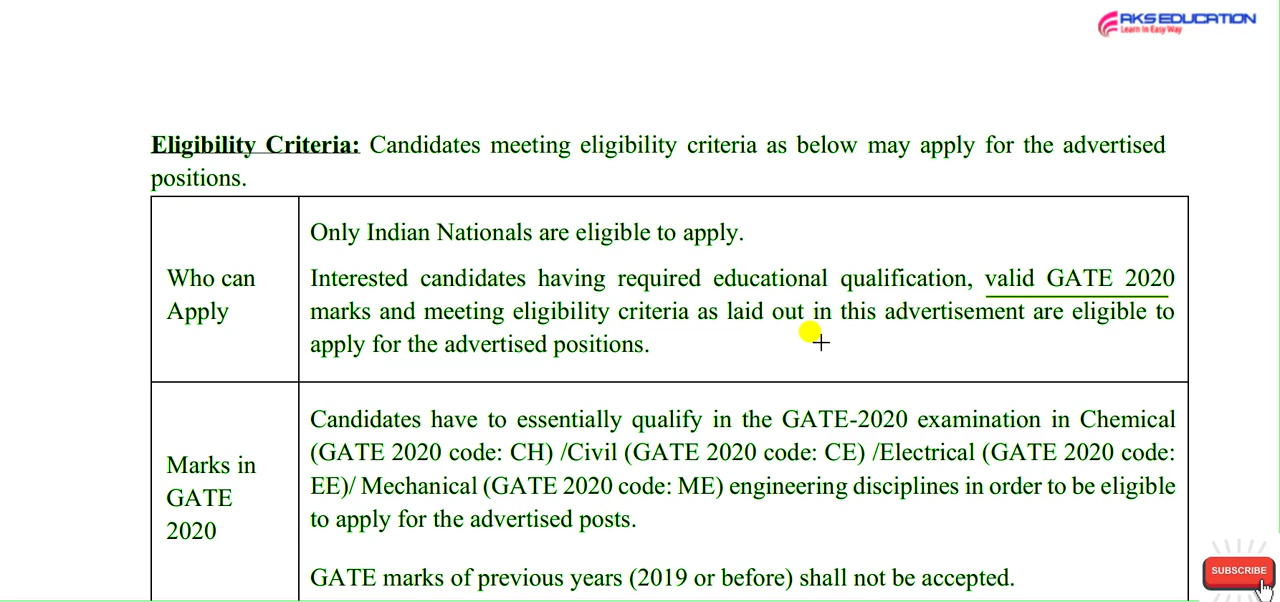 AKS EDUCATION
Learn In Easy Way
Eligibility Criteria: Candidates meeting eligibility criteria as below may apply for the advertised
positions.
Who can
Apply
Only Indian Nationals are eligible to apply.
Interested candidates having required educational qualification, valid GATE 2020
marks and meeting eligibility criteria as laid out in this advertisement are eligible to
apply for the advertised positions.
Marks in
GATE
2020
Candidates have to essentially qualify in the GATE-2020 examination in Chemical
(GATE 2020 code: CH) /Civil (GATE 2020 code: CE) /Electrical (GATE 2020 code:
EE)/ Mechanical (GATE 2020 code: ME) engineering disciplines in order to be eligible
to apply for the advertised posts.
GATE marks of previous years (2019 or before) shall not be accepted.
SUBSCRIBE